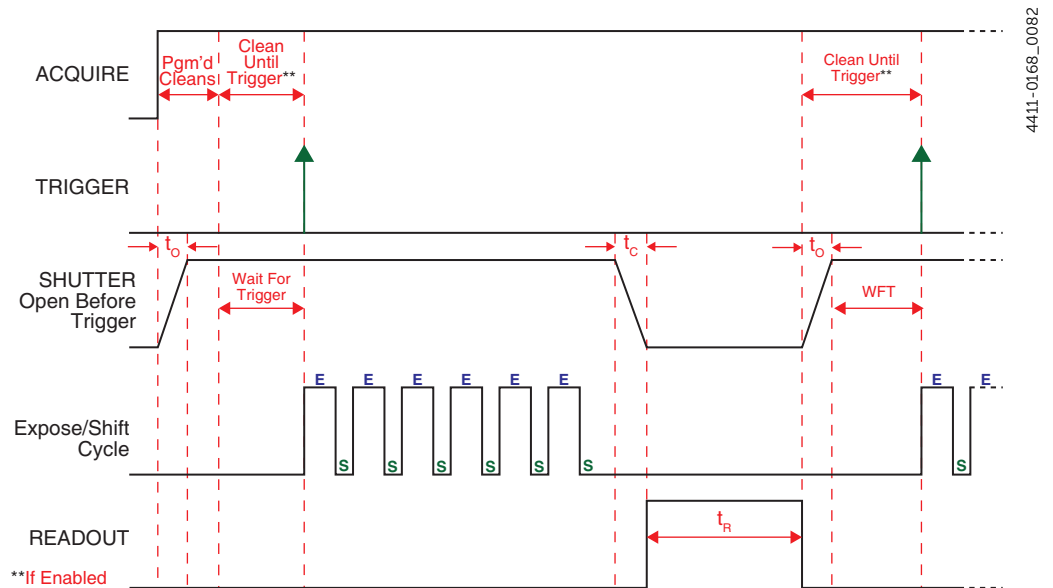 4411-0168_0082
ACQUIRE
Pgm'd
Cleans
Clean
Until
Trigger**
Clean Until
Trigger**
TRIGGER
tO
tC
tO
SHUTTER
Open Before
Trigger
Wait For
Trigger
WFT
Expose/Shift
Cycle
E E E E E E E E
S S S S S S S
READOUT
tR
**If Enabled